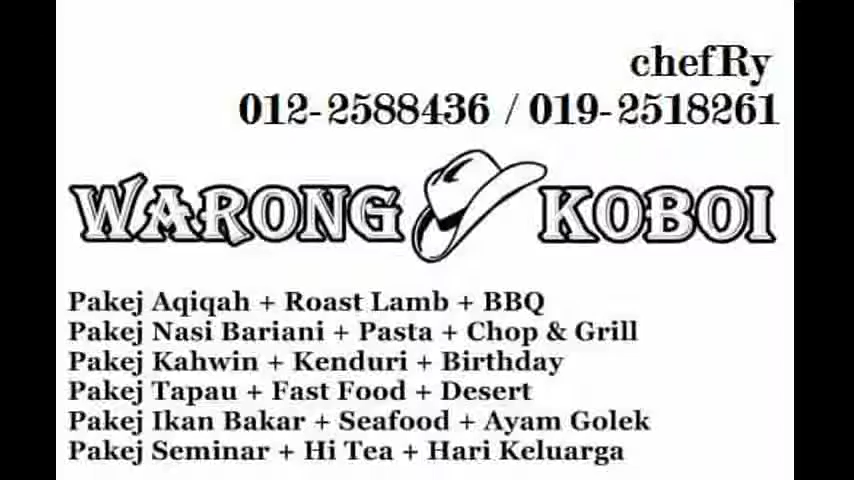 chefRy
012-2588436 / 019-2518261
WARONG KOBOI
Pakej Aqiqah + Roast Lamb + BBQ
Pakej Nasi Bariani + Pasta + Chop & Grill
Pakej Kahwin + Kenduri + Birthday
Pakej Tapau + Fast Food + Desert
Pakej Ikan Bakar + Seafood + Ayam Golek
Pakej Seminar + Hi Tea + Hari Keluarga